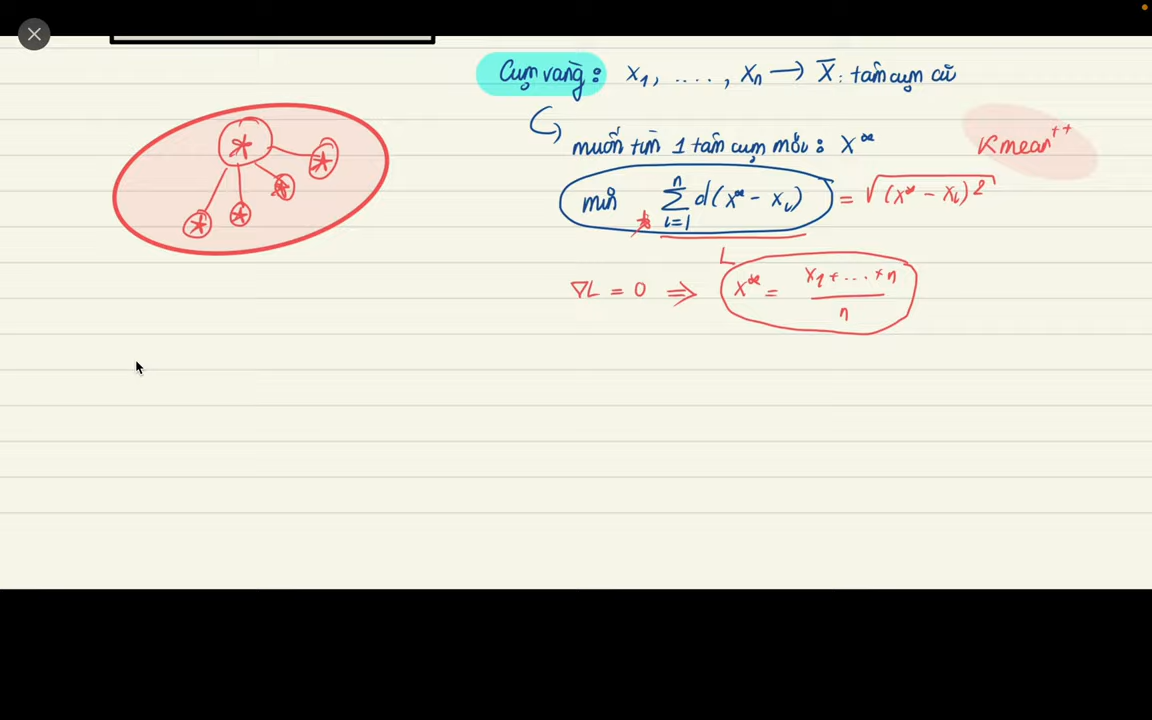 Cụm vàng: X₁, ...., Xₙ → X̄: tâm cụm cũ
muốn tìm 1 tâm cụm mới: X*
Kmean⁺⁺
min Σᵢ₌₁ⁿ d(X* - Xᵢ) = √(X* - Xᵢ)²
L
∇L = 0 ⇒ X* = (X₁ + ... + n) / n